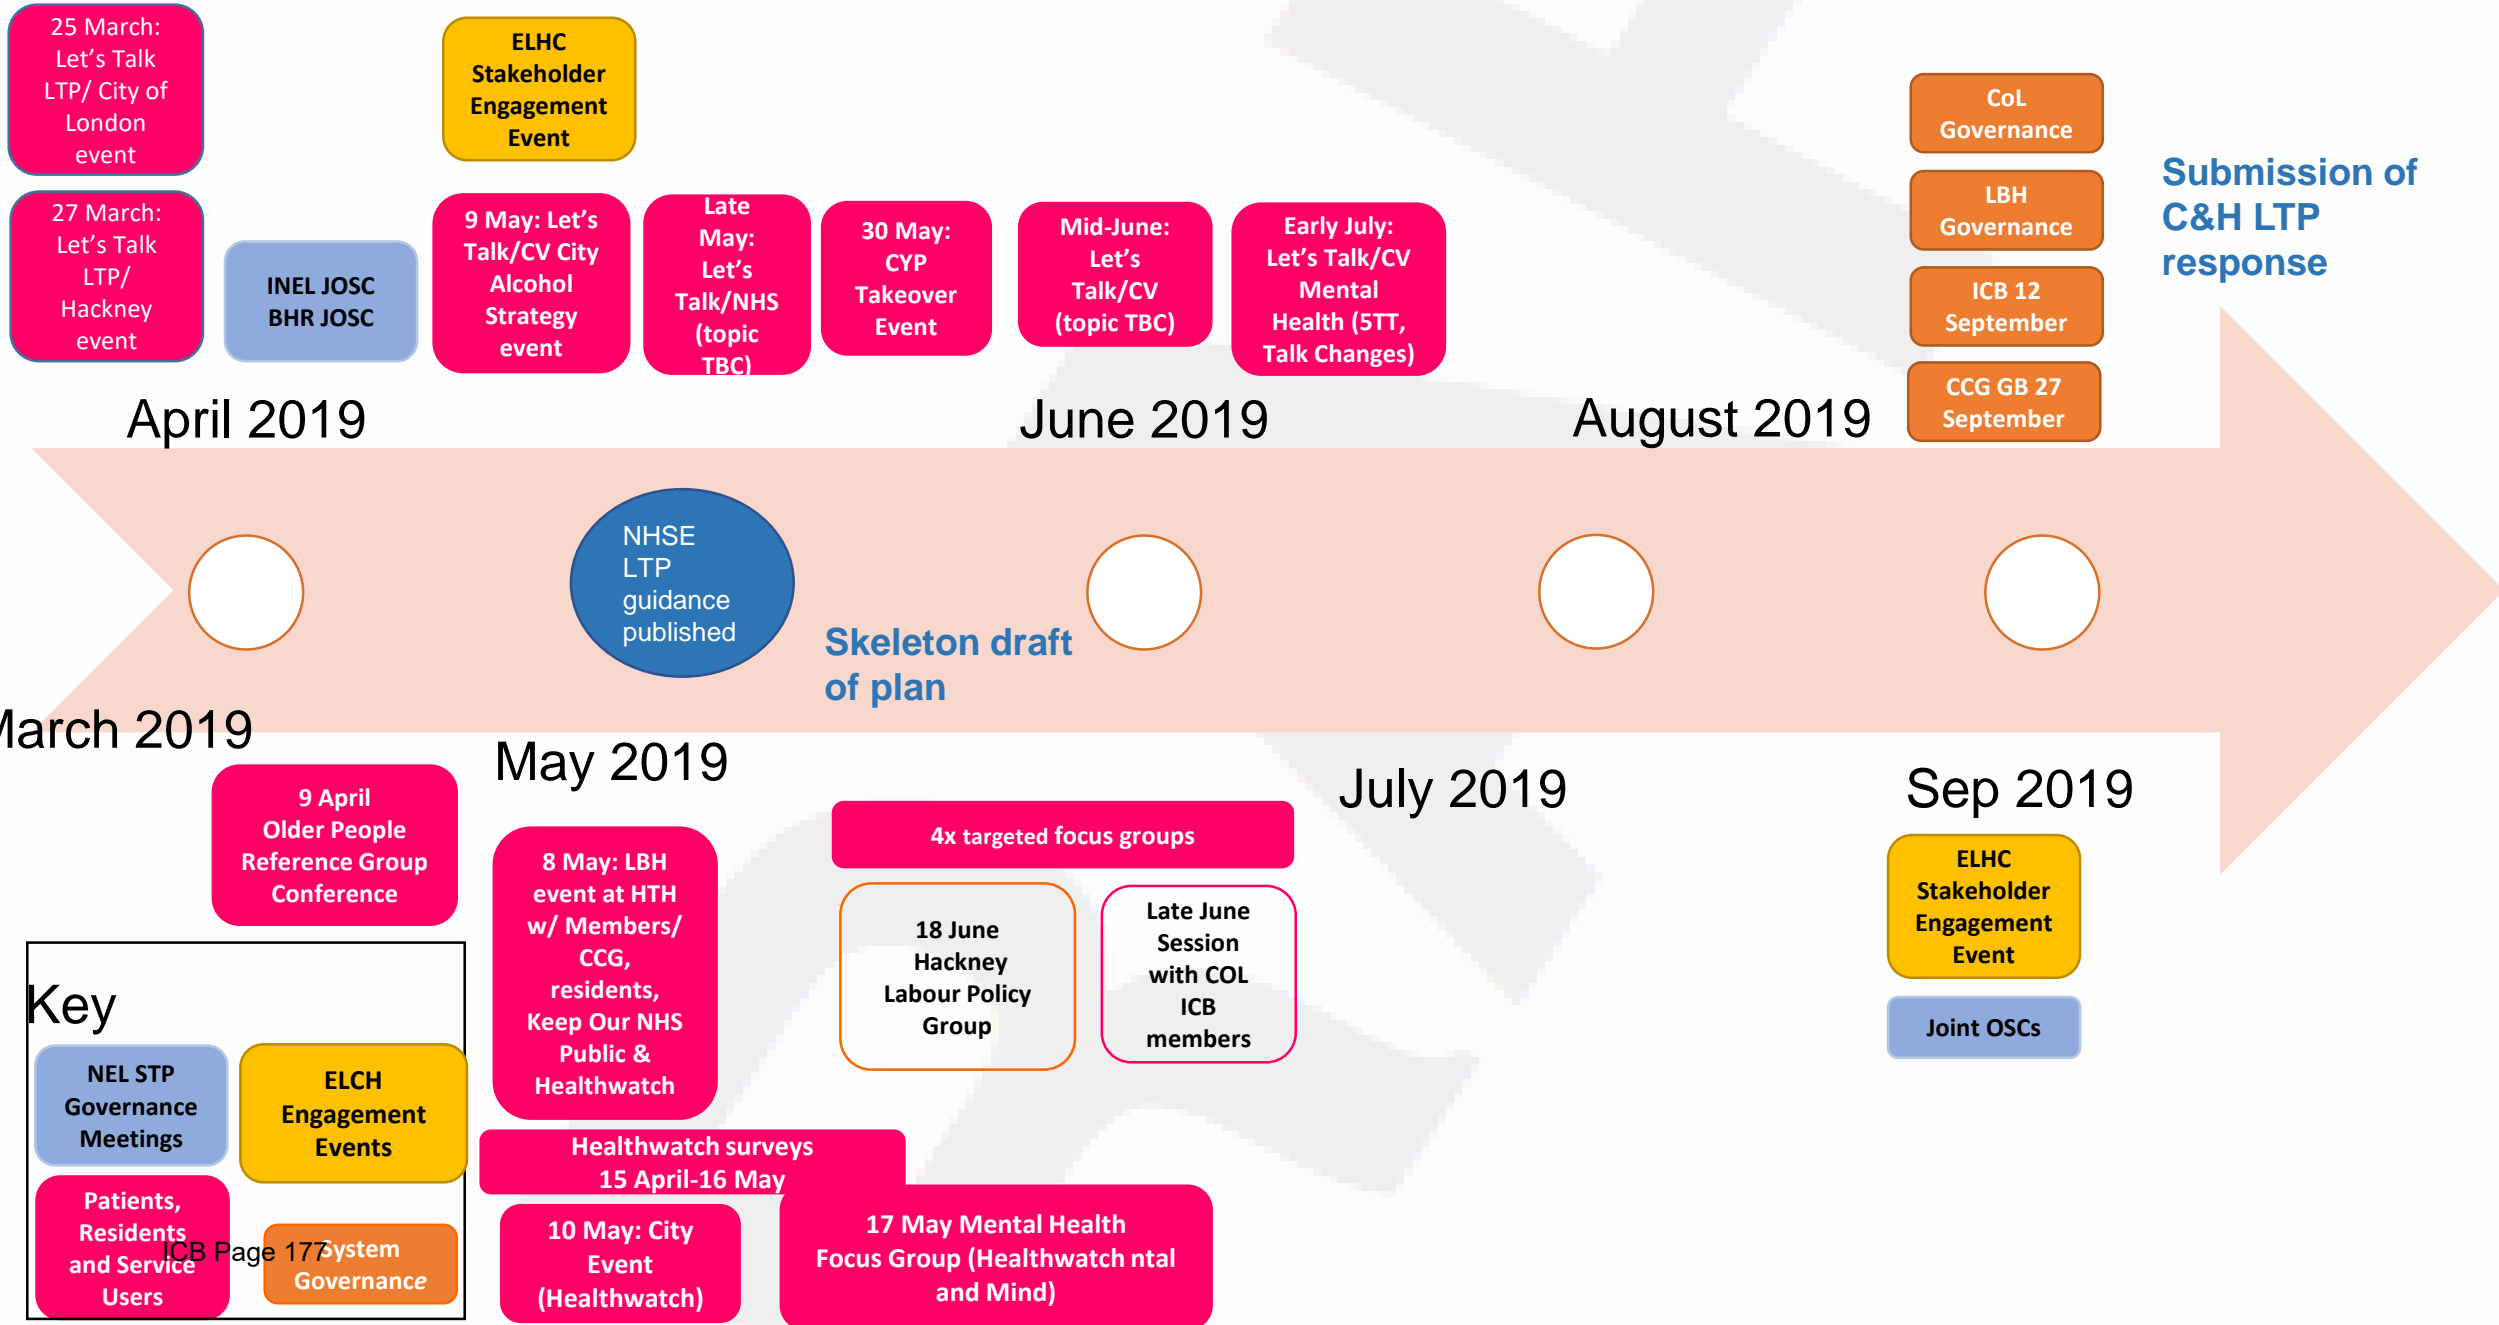 25 March:
Let's Talk
LTP/ City of
London
event
ELHC
Stakeholder
Engagement
Event
CoL
Governance
27 March:
Let's Talk
LTP/
Hackney
event
INEL JOSC
BHR JOSC
9 May: Let's
Talk/CV City
Alcohol
Strategy
event
Late
May:
Let's
Talk/NHS
(topic
TBC)
30 May:
CYP
Takeover
Event
Mid-June:
Let's
Talk/CV
(topic TBC)
Early July:
Let's Talk/CV
Mental
Health (5TT,
Talk Changes)
LBH
Governance
ICB 12
September
CCG GB 27
September
Submission of
C&H LTP
response
April 2019
June 2019
August 2019
NHSE
LTP
guidance
published
Skeleton draft
of plan
March 2019
May 2019
July 2019
Sep 2019
9 April
Older People
Reference Group
Conference
8 May: LBH
event at HTH
w/ Members/
CCG,
residents,
Keep Our NHS
Public &
Healthwatch
4x targeted focus groups
18 June
Hackney
Labour Policy
Group
Late June
Session
with COL
ICB
members
ELHC
Stakeholder
Engagement
Event
Joint OSCs
Healthwatch surveys
15 April-16 May
10 May: City
Event
(Healthwatch)
17 May Mental Health
Focus Group (Healthwatch ntal
and Mind)
Key
NEL STP
Governance
Meetings
ELCH
Engagement
Events
Patients,
Residents
and Service
Users
System
Governance
ICB Page 177